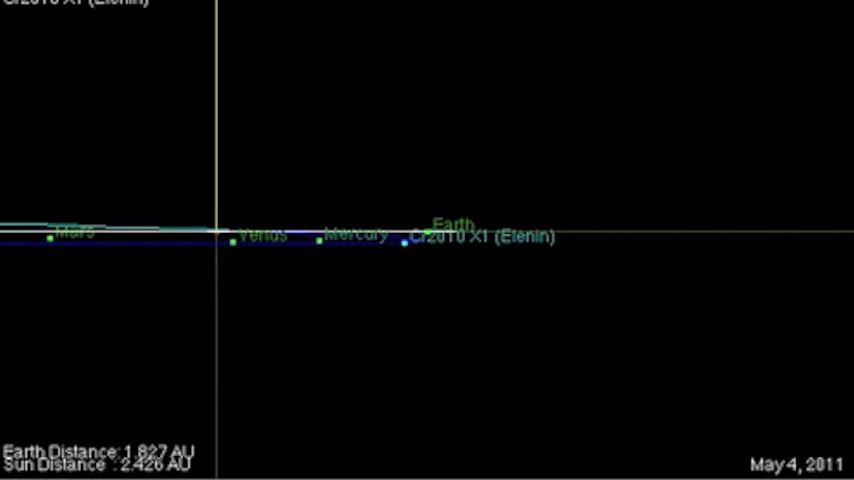 C/2010 X1 (Elenin)
Earth
Mars
Venus
Mercury
C/2010 X1 (Elenin)
Earth Distance: 1.827 AU
Sun Distance : 2.426 AU
May 4, 2011